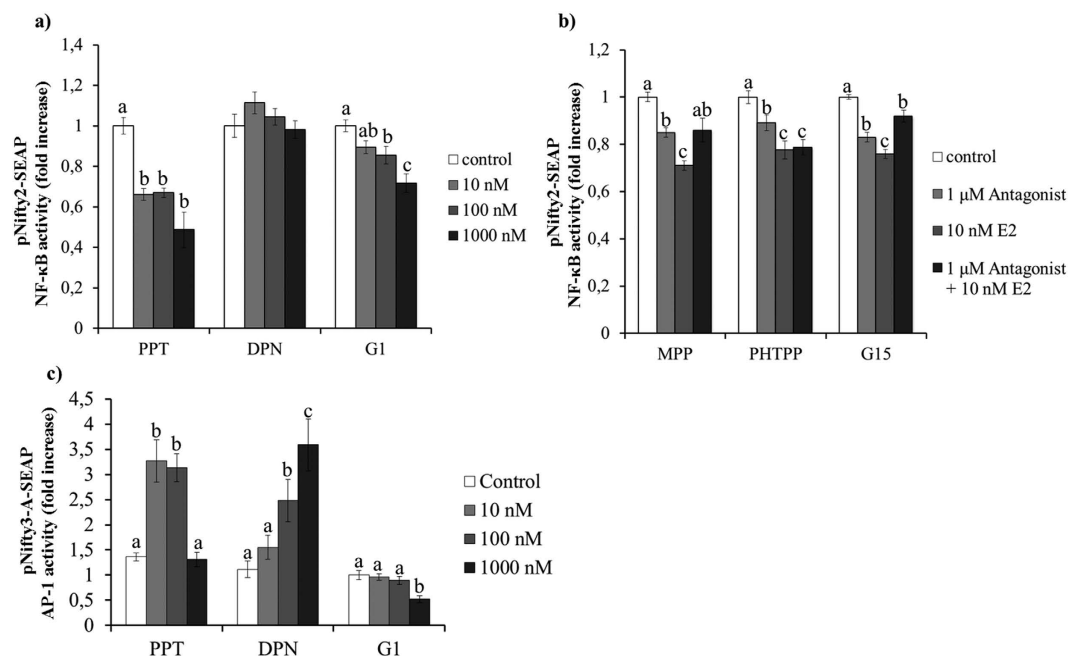 a)
pNifty2-SEAP
NF-κB activity (fold increase)
1,4
1,2
1
0,8
0,6
0,4
0,2
0
a
b
b
b
a
ab
b
c
PPT
DPN
G1
control
10 nM
100 nM
1000 nM
b)
pNifty2-SEAP
NF-κB activity (fold increase)
1,2
1
0,8
0,6
0,4
0,2
0
a
b
c
ab
a
b
c
c
a
b
b
b
MPP
PHTPP
G15
control
1 µM Antagonist
10 nM E2
1 µM Antagonist
+ 10 nM E2
c)
pNifty3-A-SEAP
AP-1 activity (fold increase)
4,5
4
3,5
3
2,5
2
1,5
1
0,5
0
a
b
b
a
a
a
b
c
a
a
a
b
PPT
DPN
G1
Control
10 nM
100 nM
1000 nM